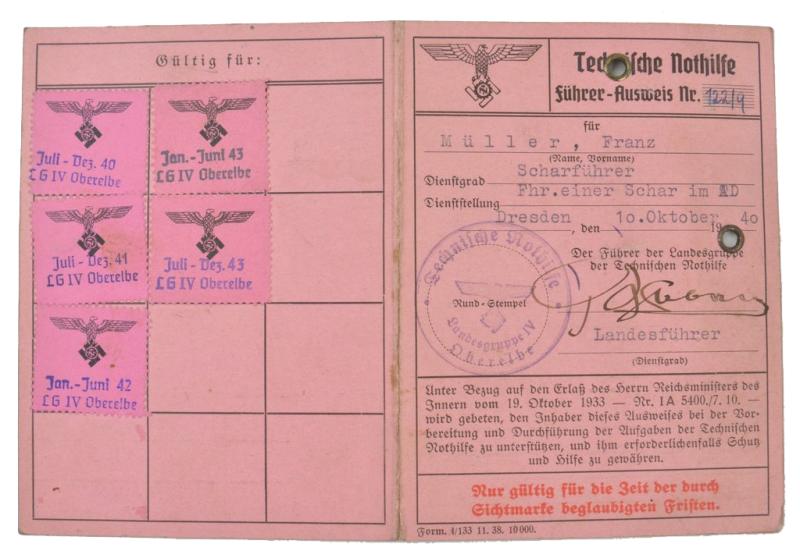 Gültig für:
Juli - Dez. 40
LG IV Oberelbe
Jan. - Juni 43
LG IV Oberelbe
Juli - Dez. 41
LG IV Oberelbe
Juli - Dez. 43
LG IV Oberelbe
Jan. - Juni 42
LG IV Oberelbe
Technische Nothilfe
Führer-Ausweis Nr. 122/9
für
Müller, Franz
(Name, Vorname)
Dienstgrad Scharführer
Dienststellung Fhr.einer Schar im D
Dresden, den 10.Oktober 1940
Der Führer der Landesgruppe
der Technischen Nothilfe
Technische Nothilfe
Rund-Stempel
Landesgruppe IV
Oberelbe
Landesführer
(Dienstgrad)
Unter Bezug auf den Erlaß des Herrn Reichsministers des
Innern vom 19. Oktober 1933 — Nr. IA 5400./7. 10. —
wird gebeten, den Inhaber dieses Ausweises bei der Vor-
bereitung und Durchführung der Aufgaben der Technischen
Nothilfe zu unterstützen, und ihm erforderlichenfalls Schutz
und Hilfe zu gewähren.
Nur gültig für die Zeit der durch
Sichtmarke beglaubigten Fristen.
Form. 4/133 11. 38. 10000.